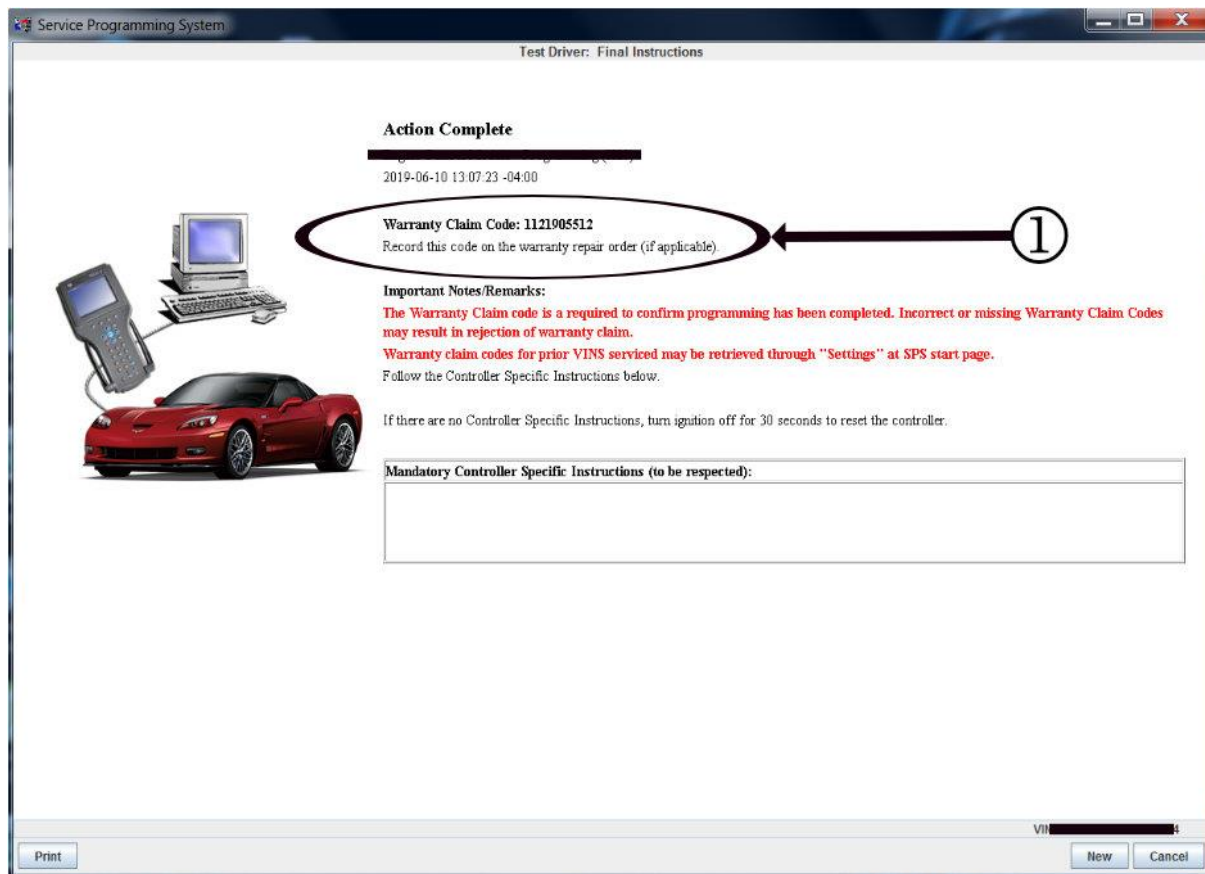 Service Programming System
Test Driver: Final Instructions
Action Complete
2019-06-10 13:07:23 -04:00
Warranty Claim Code: 1121905512
Record this code on the warranty repair order (if applicable).
①
Important Notes/Remarks:
The Warranty Claim code is a required to confirm programming has been completed. Incorrect or missing Warranty Claim Codes
may result in rejection of warranty claim.
Warranty claim codes for prior VINS serviced may be retrieved through "Settings" at SPS start page.
Follow the Controller Specific Instructions below.
If there are no Controller Specific Instructions, turn ignition off for 30 seconds to reset the controller.
Mandatory Controller Specific Instructions (to be respected):
4
Print
New
Cancel